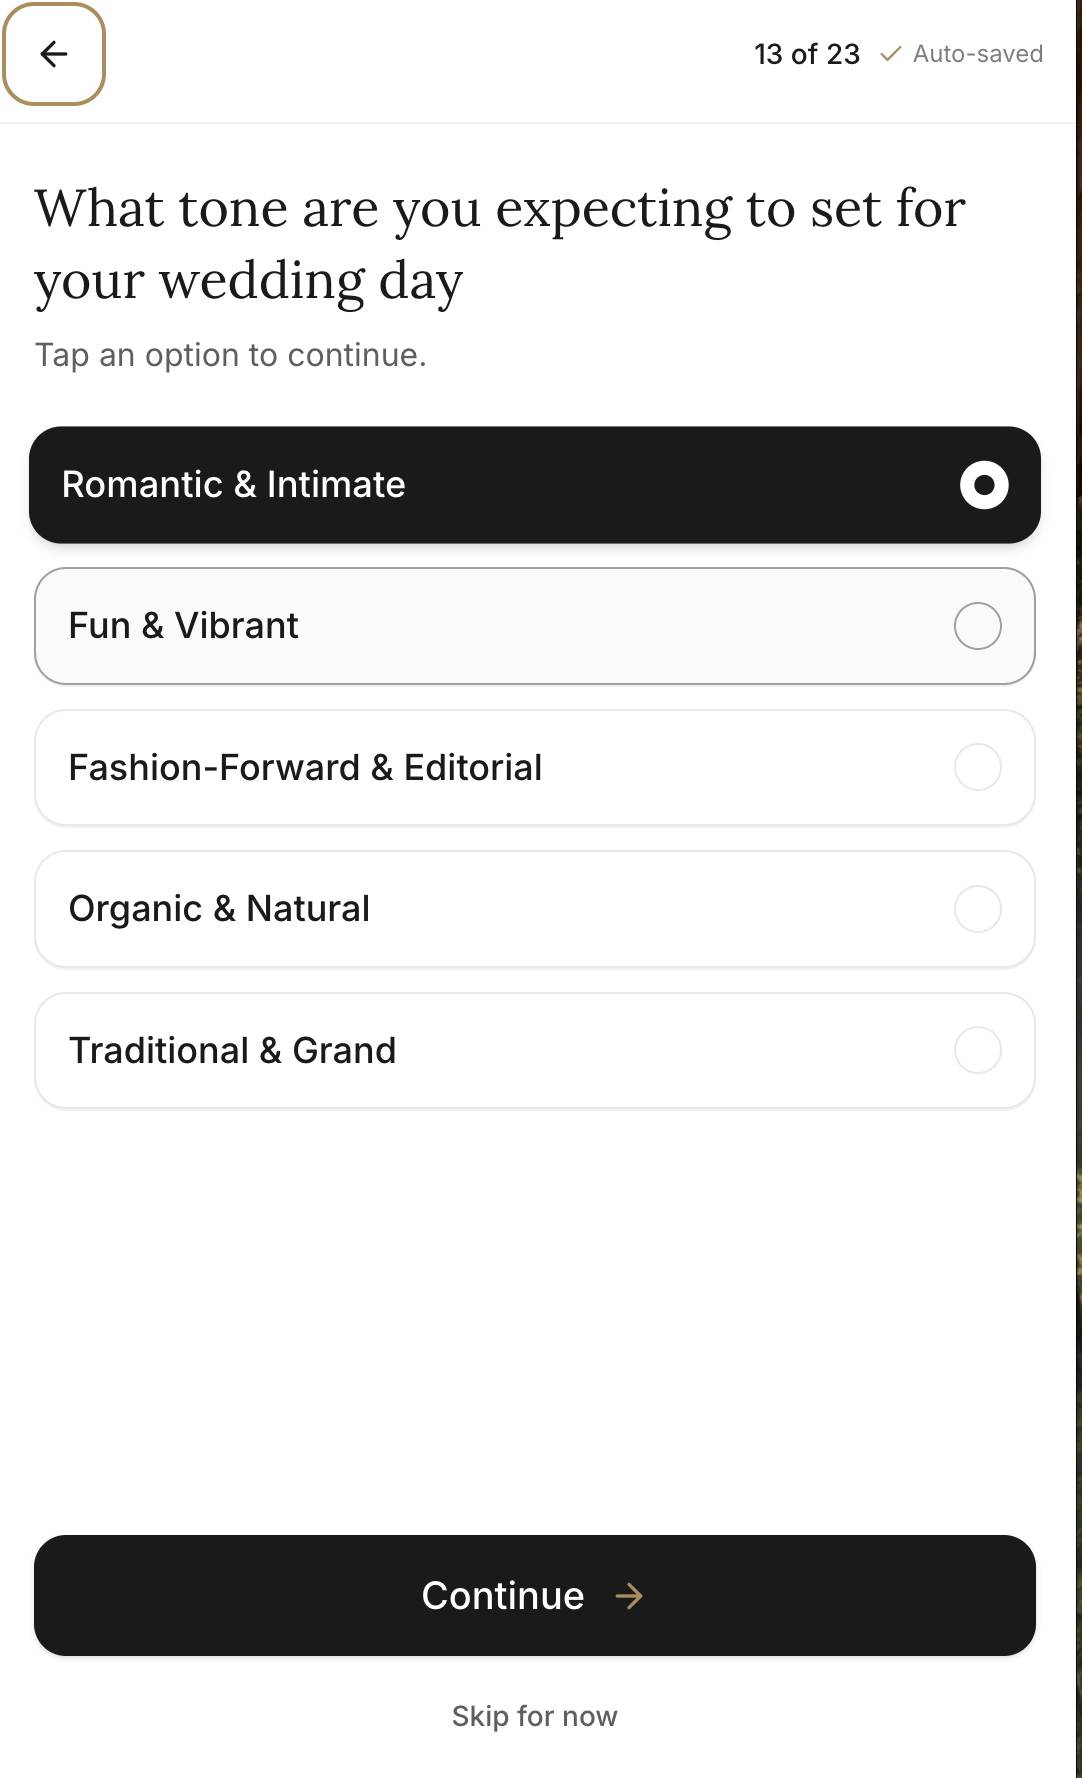 13 of 23 Auto-saved
What tone are you expecting to set for
your wedding day
Tap an option to continue.
Romantic & Intimate
Fun & Vibrant
Fashion-Forward & Editorial
Organic & Natural
Traditional & Grand
Continue
Skip for now